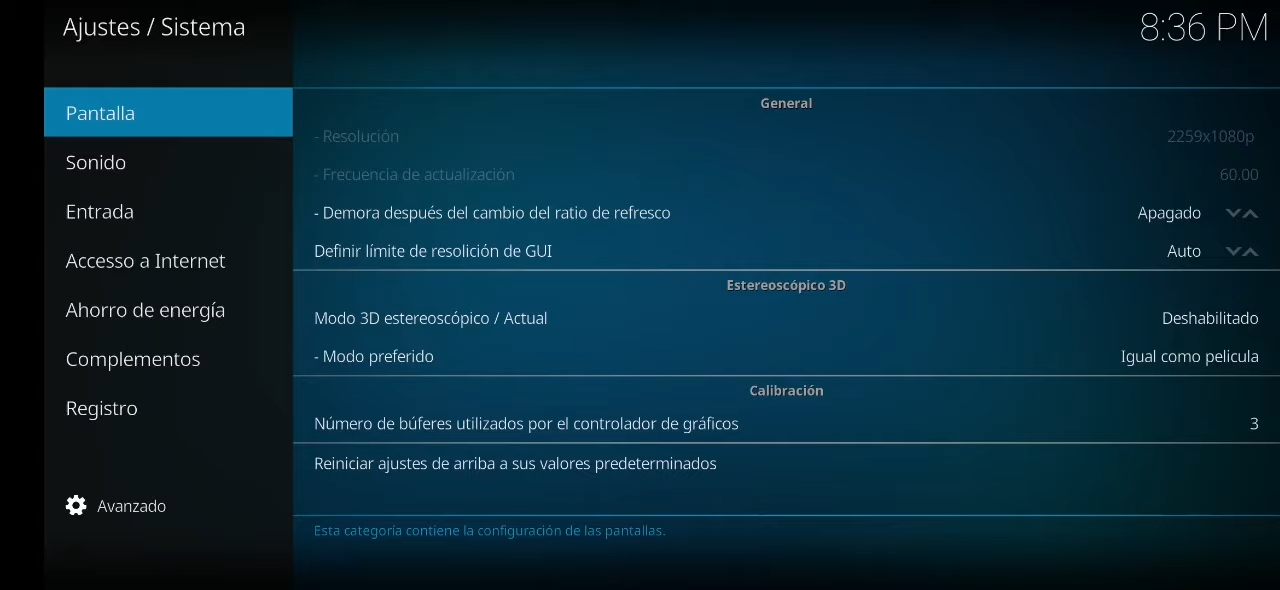 Ajustes / Sistema
8:36 PM
Pantalla
Sonido
Entrada
Accesso a Internet
Ahorro de energía
Complementos
Registro
Avanzado
General
- Resolución 2259x1080p
- Frecuencia de actualización 60.00
- Demora después del cambio del ratio de refresco Apagado
Definir límite de resolición de GUI Auto
Estereoscópico 3D
Modo 3D estereoscópico / Actual Deshabilitado
- Modo preferido Igual como pelicula
Calibración
Número de búferes utilizados por el controlador de gráficos 3
Reiniciar ajustes de arriba a sus valores predeterminados
Esta categoría contiene la configuración de las pantallas.